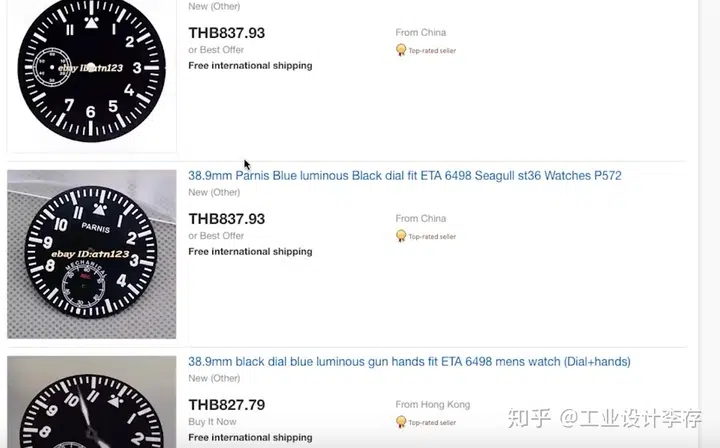 New (Other)
THB837.93
From China
or Best Offer
Top-rated seller
Free international shipping
11
1
2
3
4
5
6
7
ebay ID:atn123
38.9mm Parnis Blue luminous Black dial fit ETA 6498 Seagull st36 Watches P572
New (Other)
THB837.93
From China
or Best Offer
Top-rated seller
Free international shipping
11
1
10
2
PARNIS
9
3
ebay ID:atn123
8
4
MECHANICAL
38.9mm black dial blue luminous gun hands fit ETA 6498 mens watch (Dial+hands)
New (Other)
THB827.79
From Hong Kong
Buy It Now
Top-rated seller
Free international shipping
11
1
10
2
9
3
知乎 @工业设计李存